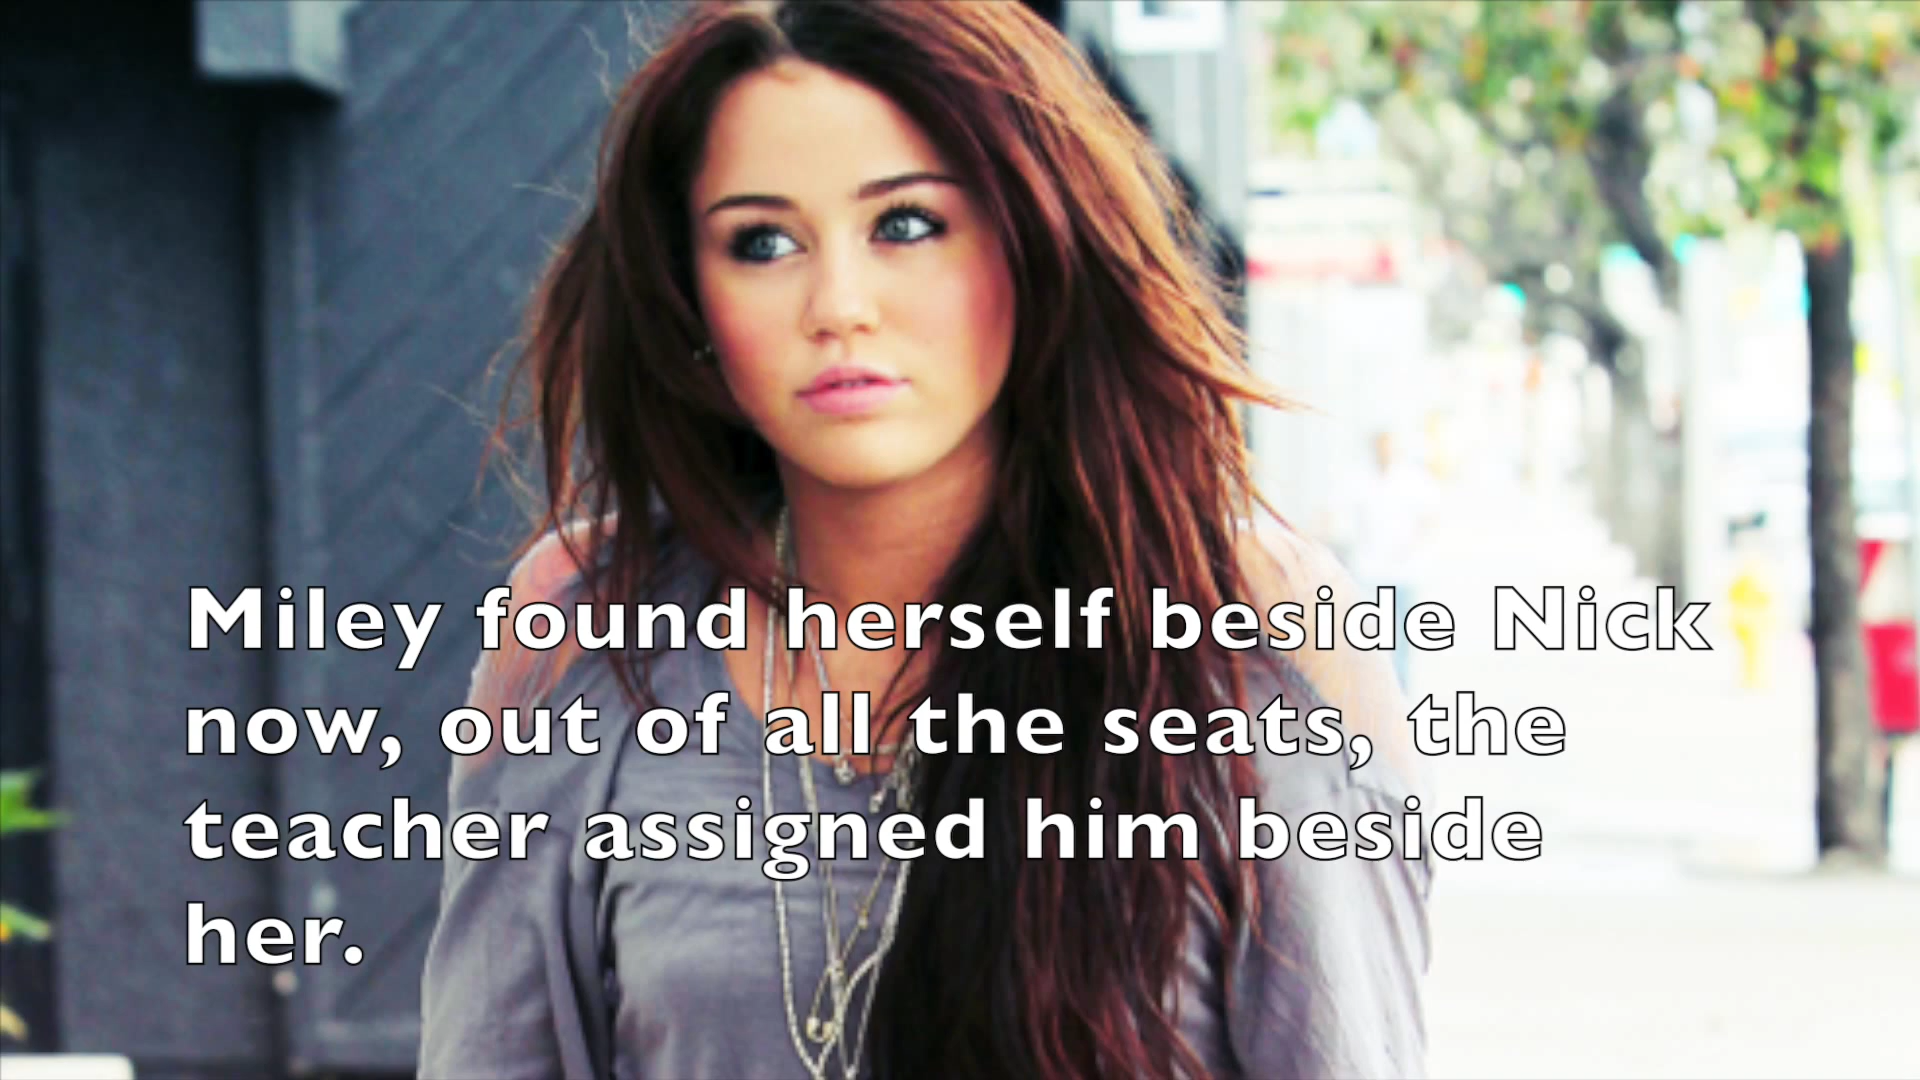 Miley found herself beside Nick
now, out of all the seats, the
teacher assigned him beside
her.